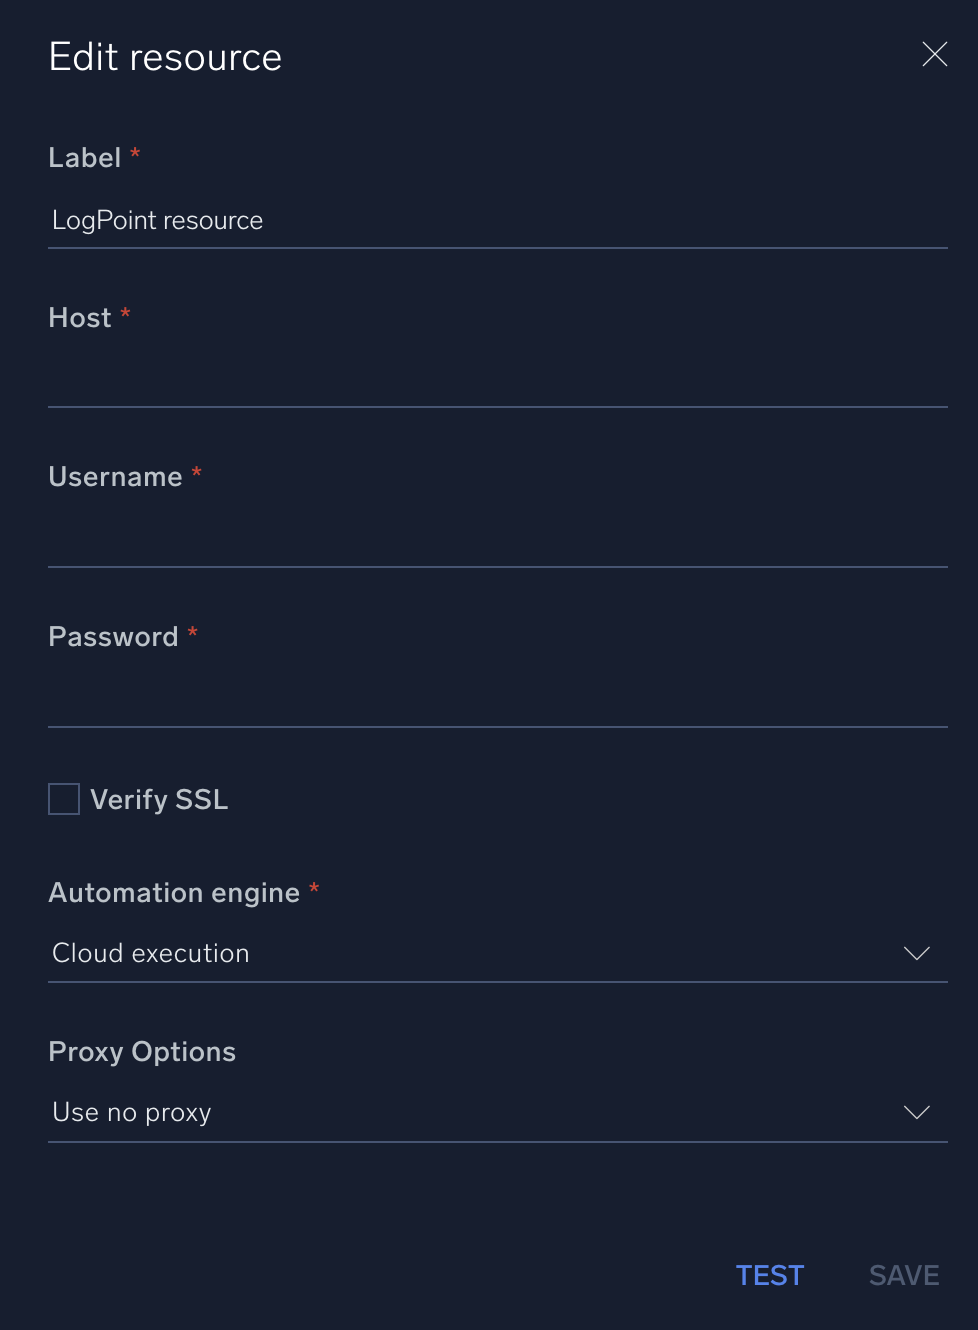 Edit resource
Label *
LogPoint resource
Host *
Username *
Password *
Verify SSL
Automation engine *
Cloud execution
Proxy Options
Use no proxy
TEST SAVE